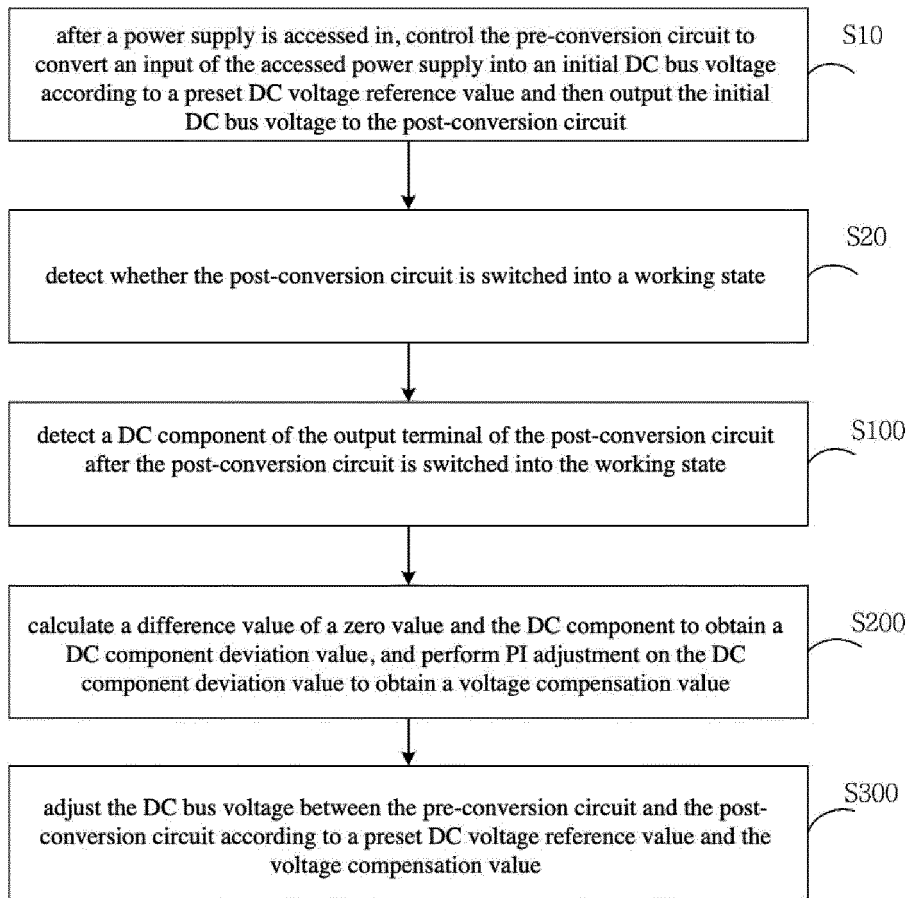 after a power supply is accessed in, control the pre-conversion circuit to
convert an input of the accessed power supply into an initial DC bus voltage
according to a preset DC voltage reference value and then output the initial
DC bus voltage to the post-conversion circuit
S10
detect whether the post-conversion circuit is switched into a working state
S20
detect a DC component of the output terminal of the post-conversion circuit
after the post-conversion circuit is switched into the working state
S100
calculate a difference value of a zero value and the DC component to obtain a
DC component deviation value, and perform PI adjustment on the DC
component deviation value to obtain a voltage compensation value
S200
adjust the DC bus voltage between the pre-conversion circuit and the post-
conversion circuit according to a preset DC voltage reference value and the
voltage compensation value
S300